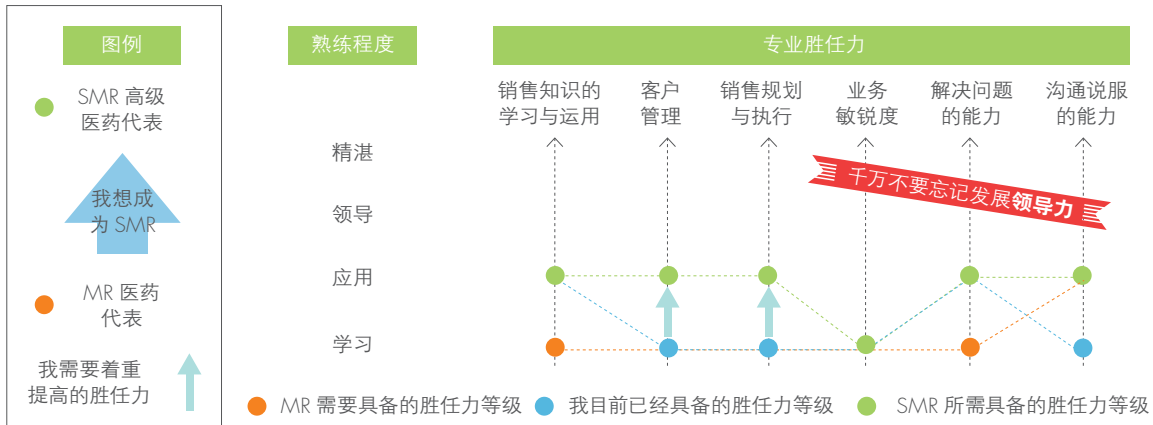 图例
SMR 高级
医药代表
我想成
为 SMR
MR 医药
代表
我需要着重
提高的胜任力
熟练程度
精湛
领导
应用
学习
专业胜任力
销售知识的
学习与运用
客户
管理
销售规划
与执行
业务
敏锐度
解决问题
的能力
沟通说服
的能力
千万不要忘记发展领导力
MR 需要具备的胜任力等级
我目前已经具备的胜任力等级
SMR 所需具备的胜任力等级